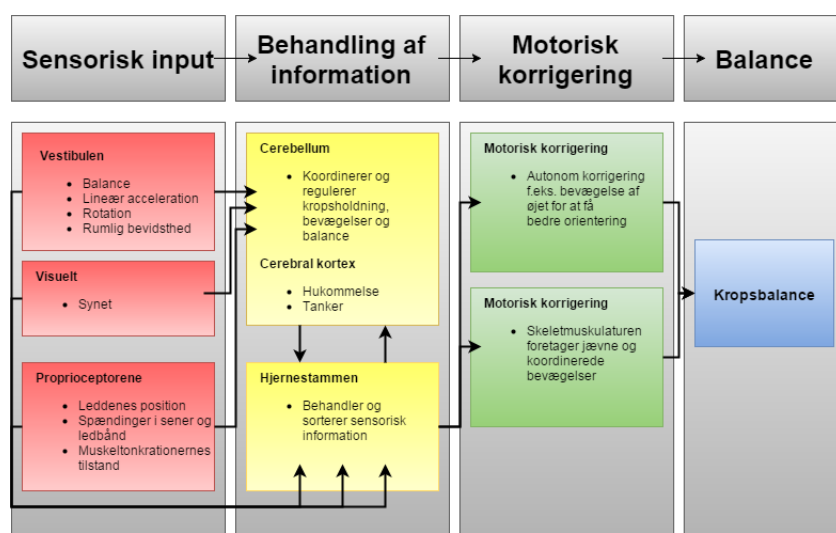 Sensorisk input
Behandling af
information
Motorisk
korrigering
Balance
Vestibulen
Balance
Lineær acceleration
Rotation
Rumlig bevidsthed
Visuelt
Synet
Proprioceptorene
Leddenes position
Spændinger i sener og
ledbånd
Muskeltonkrationernes
tilstand
Cerebellum
Koordinerer og
regulerer
kropsholdning,
bevægelser og
balance
Cerebral kortex
Hukommelse
Tanker
Hjernestammen
Behandler og
sorterer sensorisk
information
Motorisk korrigering
Autonom korrigering
f.eks. bevægelse af
øjet for at få
bedre orientering
Motorisk korrigering
Skeletmuskulaturen
foretager jævne og
koordinerede
bevægelser
Kropsbalance